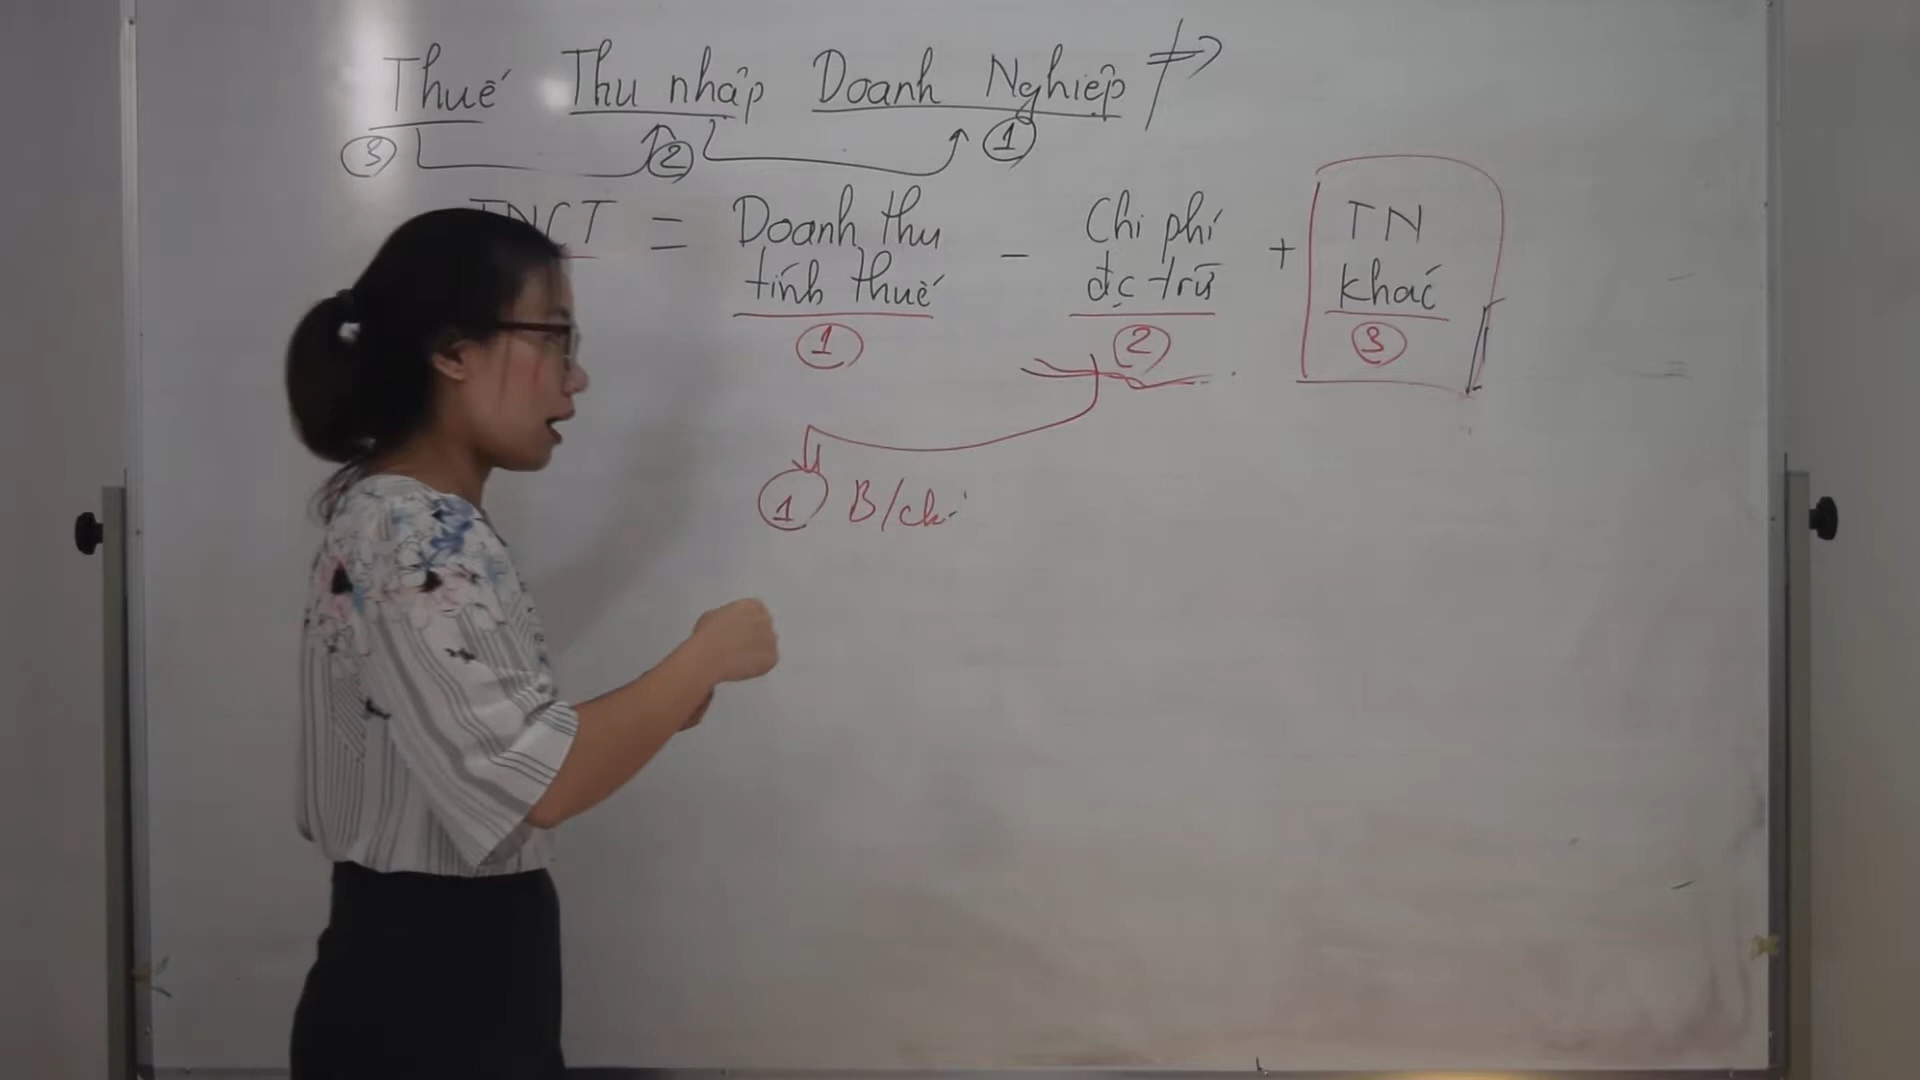 Thuế Thu nhập Doanh Nghiệp
③ ② ①
TNCT = Doanh thu tính thuế - Chi phí đc trừ + TN khác
① ② ③
① B/chi